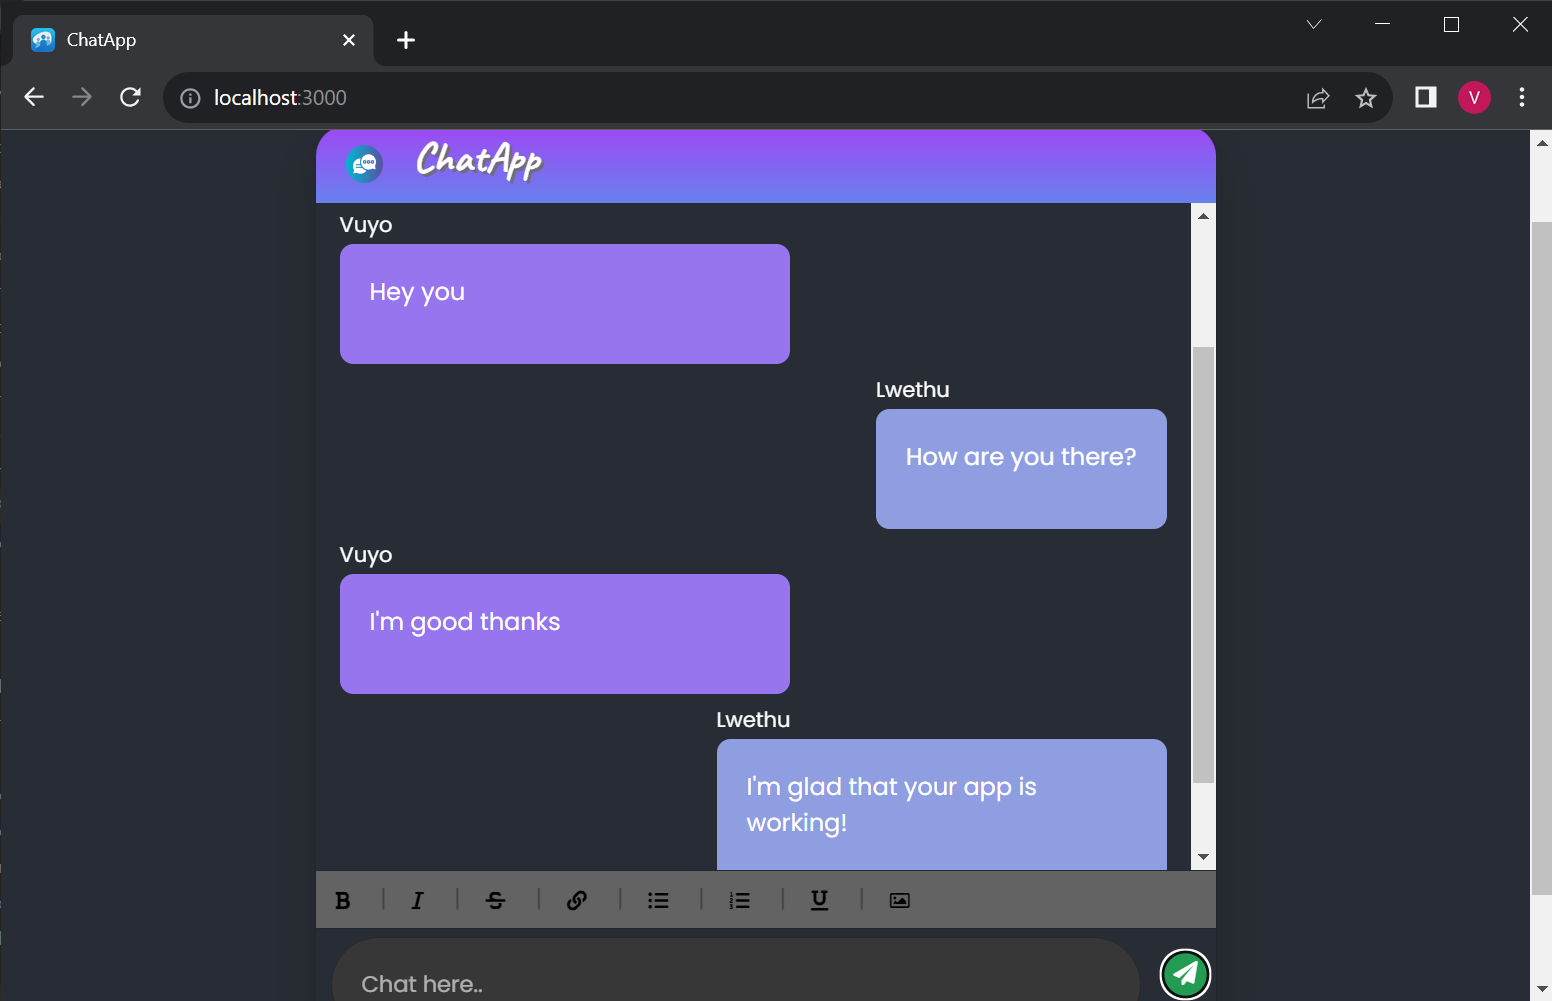 ChatApp
localhost:3000
V
ChatApp
Vuyo
Hey you
Lwethu
How are you there?
Vuyo
I'm good thanks
Lwethu
I'm glad that your app is
working!
B I S U
Chat here..